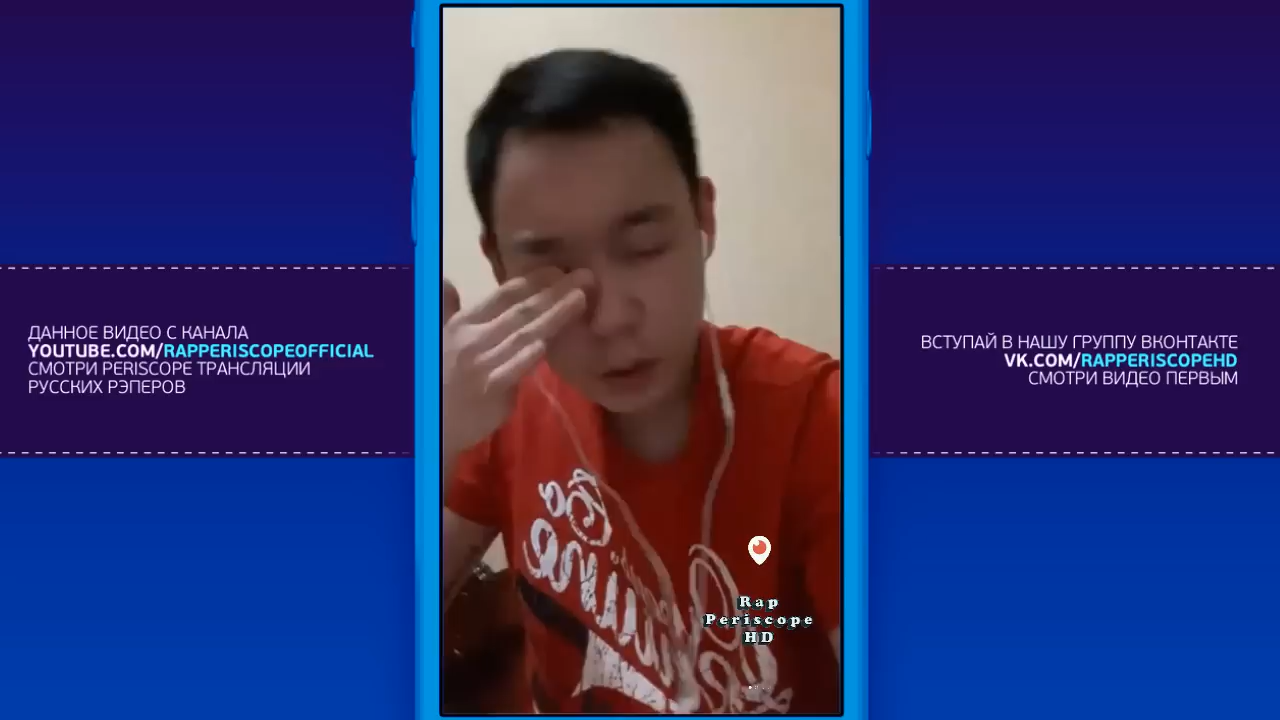 ДАННОЕ ВИДЕО С КАНАЛА
YOUTUBE.COM/RAPPERISCOPEOFFICIAL
СМОТРИ PERISCOPE ТРАНСЛЯЦИИ
РУССКИХ РЭПЕРОВ
ВСТУПАЙ В НАШУ ГРУППУ ВКОНТАКТЕ
VK.COM/RAPPERISCOPEHD
СМОТРИ ВИДЕО ПЕРВЫМ
Rap
Periscope
HD